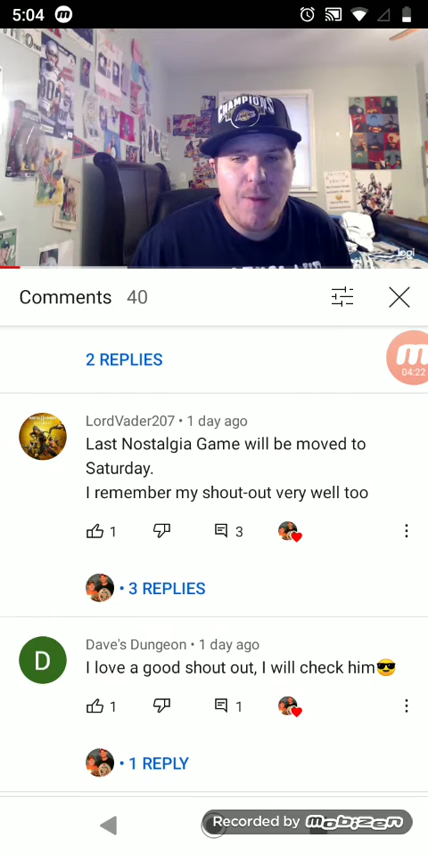 5:04
CHAMPIONS
logi
Comments 40
2 REPLIES
04:22
LordVader207 • 1 day ago
Last Nostalgia Game will be moved to
Saturday.
I remember my shout-out very well too
1 3
• 3 REPLIES
D
Dave's Dungeon • 1 day ago
I love a good shout out, I will check him😎
1 1
• 1 REPLY
Recorded by mobizen